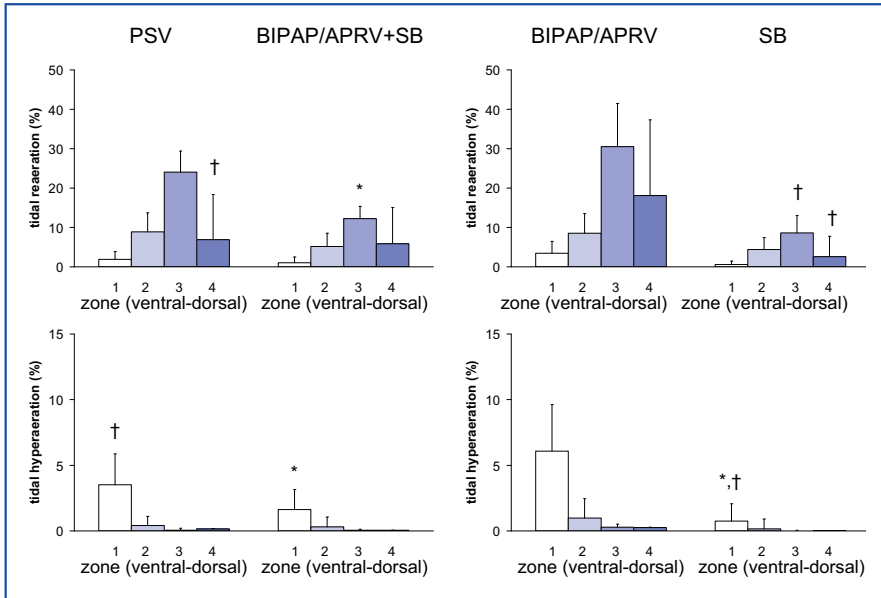 PSV BIPAP/APRV+SB BIPAP/APRV SB
tidal reaeration (%)
50
40
30
20
10
0
†
*
1 2 3 4 1 2 3 4
zone (ventral-dorsal) zone (ventral-dorsal)
tidal reaeration (%)
50
40
30
20
10
0
†
†
1 2 3 4 1 2 3 4
zone (ventral-dorsal) zone (ventral-dorsal)
tidal hyperaeration (%)
15
10
5
0
†
*
1 2 3 4 1 2 3 4
zone (ventral-dorsal) zone (ventral-dorsal)
tidal hyperaeration (%)
15
10
5
0
*,†
1 2 3 4 1 2 3 4
zone (ventral-dorsal) zone (ventral-dorsal)